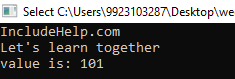 Select C:\Users\9923103287\Desktop\we
IncludeHelp.com
Let's learn together
value is: 101